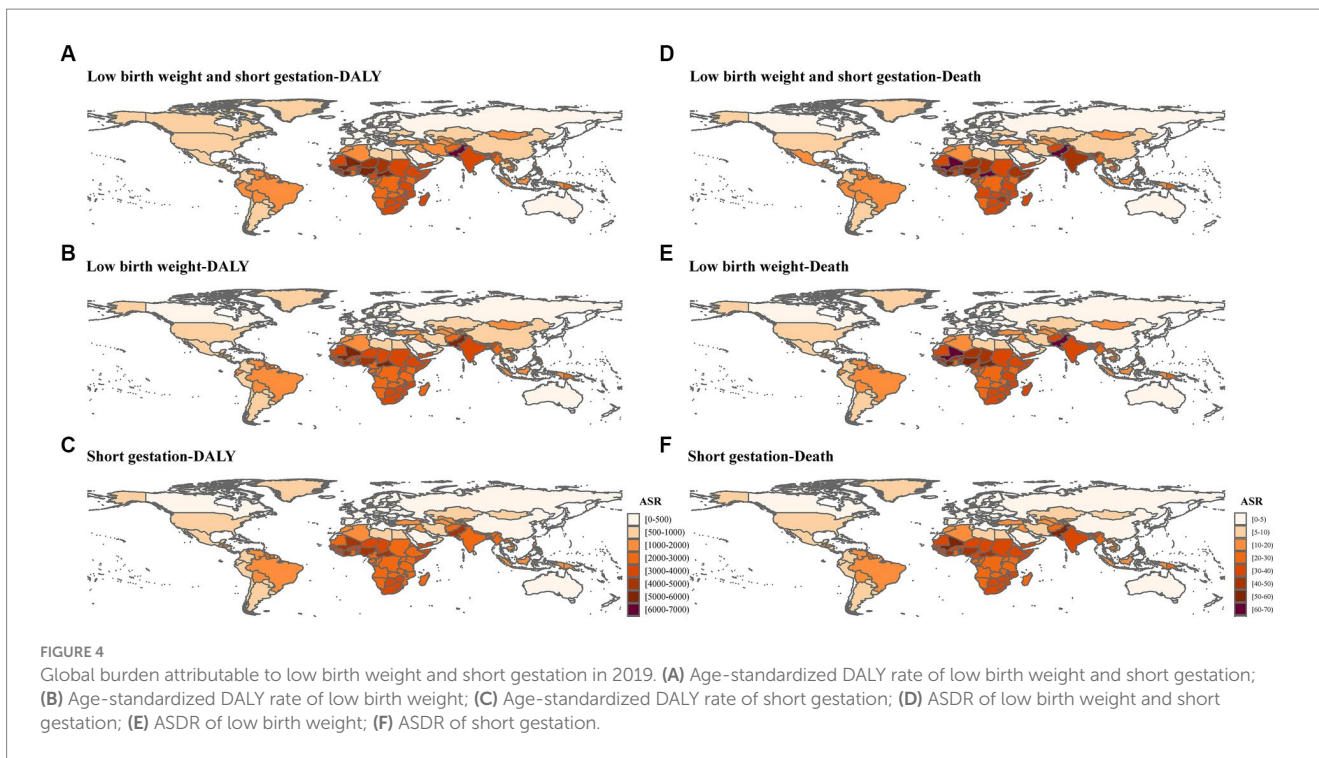 A
Low birth weight and short gestation-DALY
B
Low birth weight-DALY
C
Short gestation-DALY
ASR
[0-500)
[500-1000)
[1000-2000)
[2000-3000)
[3000-4000)
[4000-5000)
[5000-6000)
[6000-7000)
D
Low birth weight and short gestation-Death
E
Low birth weight-Death
F
Short gestation-Death
ASR
[0-5)
[5-10)
[10-20)
[20-30)
[30-40)
[40-50)
[50-60)
[60-70)
FIGURE 4
Global burden attributable to low birth weight and short gestation in 2019. (A) Age-standardized DALY rate of low birth weight and short gestation;
(B) Age-standardized DALY rate of low birth weight; (C) Age-standardized DALY rate of short gestation; (D) ASDR of low birth weight and short
gestation; (E) ASDR of low birth weight; (F) ASDR of short gestation.